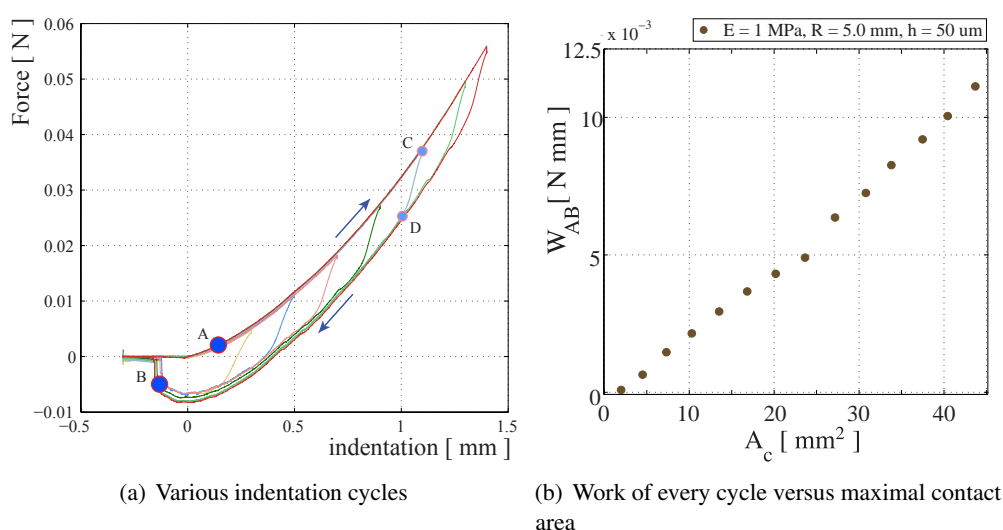 0.06
0.05
0.04
0.03
0.02
0.01
0
−0.01
Force[ N ]
A
B
C
D
−0.5
0
0.5
1
1.5
indentation [ mm ]
(a) Various indentation cycles
E = 1 MPa, R = 5.0 mm, h = 50 um
x 10⁻³
12.5
10
5
0
W_AB [ N mm ]
0
10
20
30
40
A_c [ mm² ]
(b) Work of every cycle versus maximal contact
area